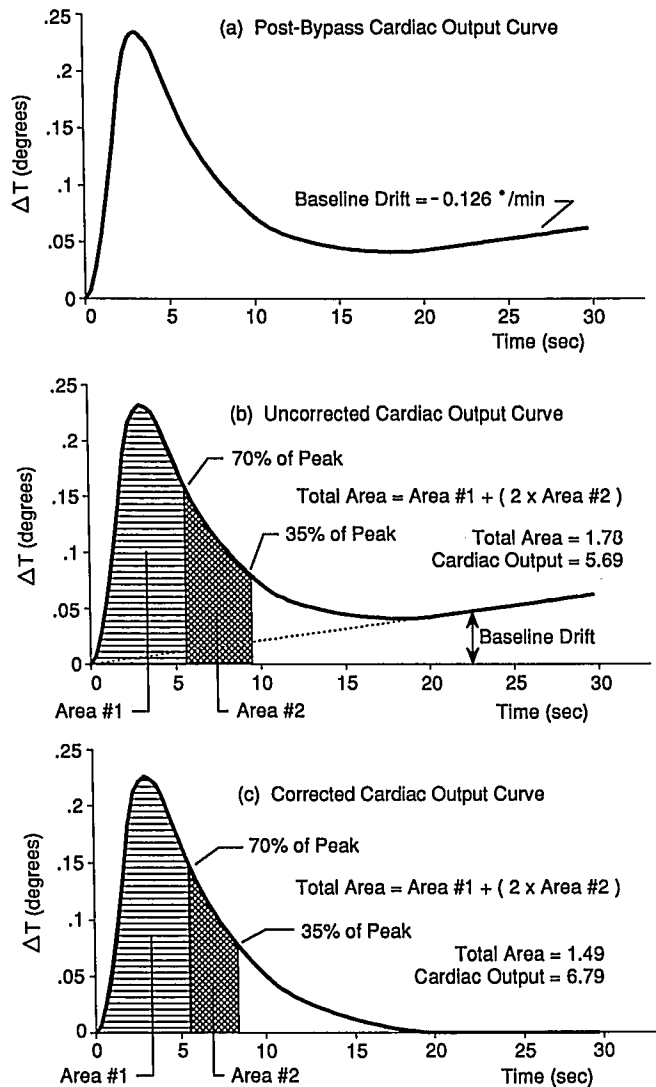 (a) Post-Bypass Cardiac Output Curve
.25
.2
.15
.1
.05
0
ΔT (degrees)
Baseline Drift = - 0.126 °/min
0 5 10 15 20 25 30
Time (sec)
(b) Uncorrected Cardiac Output Curve
.25
.2
.15
.1
.05
0
ΔT (degrees)
70% of Peak
Total Area = Area #1 + ( 2 x Area #2 )
35% of Peak
Total Area = 1.78
Cardiac Output = 5.69
Baseline Drift
0 5 10 15 20 25 30
Area #1
Area #2
Time (sec)
(c) Corrected Cardiac Output Curve
.25
.2
.15
.1
.05
0
ΔT (degrees)
70% of Peak
Total Area = Area #1 + ( 2 x Area #2 )
35% of Peak
Total Area = 1.49
Cardiac Output = 6.79
0 5 10 15 20 25 30
Area #1
Area #2
Time (sec)